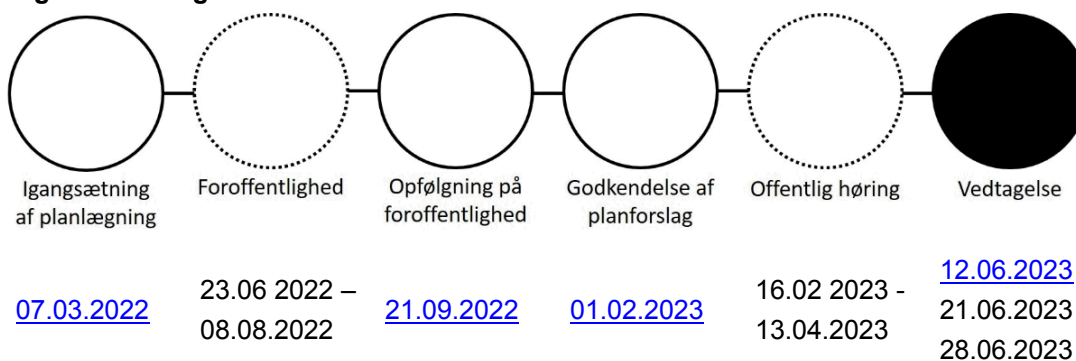 Igangsætning
af planlægning
Foroffentlighed
Opfølgning på
foroffentlighed
Godkendelse af
planforslag
Offentlig høring
Vedtagelse
07.03.2022
23.06 2022 –
08.08.2022
21.09.2022
01.02.2023
16.02 2023 -
13.04.2023
12.06.2023
21.06.2023
28.06.2023